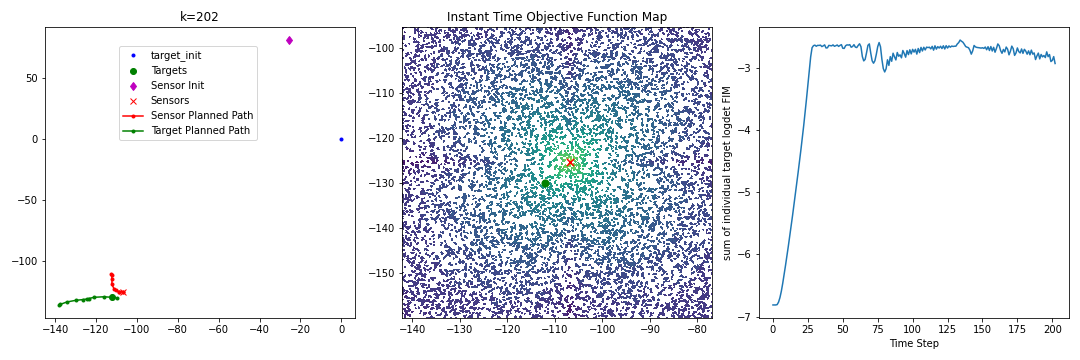 k=202
target_init
Targets
Sensor Init
Sensors
Sensor Planned Path
Target Planned Path
50
0
−50
−100
−140 −120 −100 −80 −60 −40 −20 0
Instant Time Objective Function Map
−100
−110
−120
−130
−140
−150
−140 −130 −120 −110 −100 −90 −80
sum of individual target logdet FIM
−3
−4
−5
−6
−7
0 25 50 75 100 125 150 175 200
Time Step